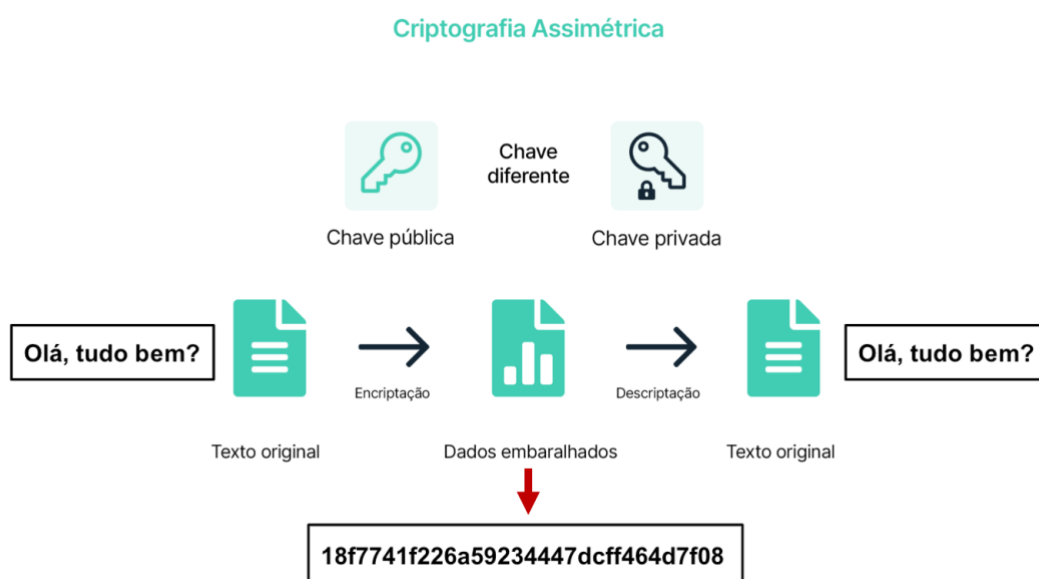 Criptografia Assimétrica
Chave
diferente
Chave pública
Chave privada
Olá, tudo bem?
Olá, tudo bem?
Encriptação
Descriptação
Texto original
Dados embaralhados
Texto original
18f7741f226a59234447dcff464d7f08